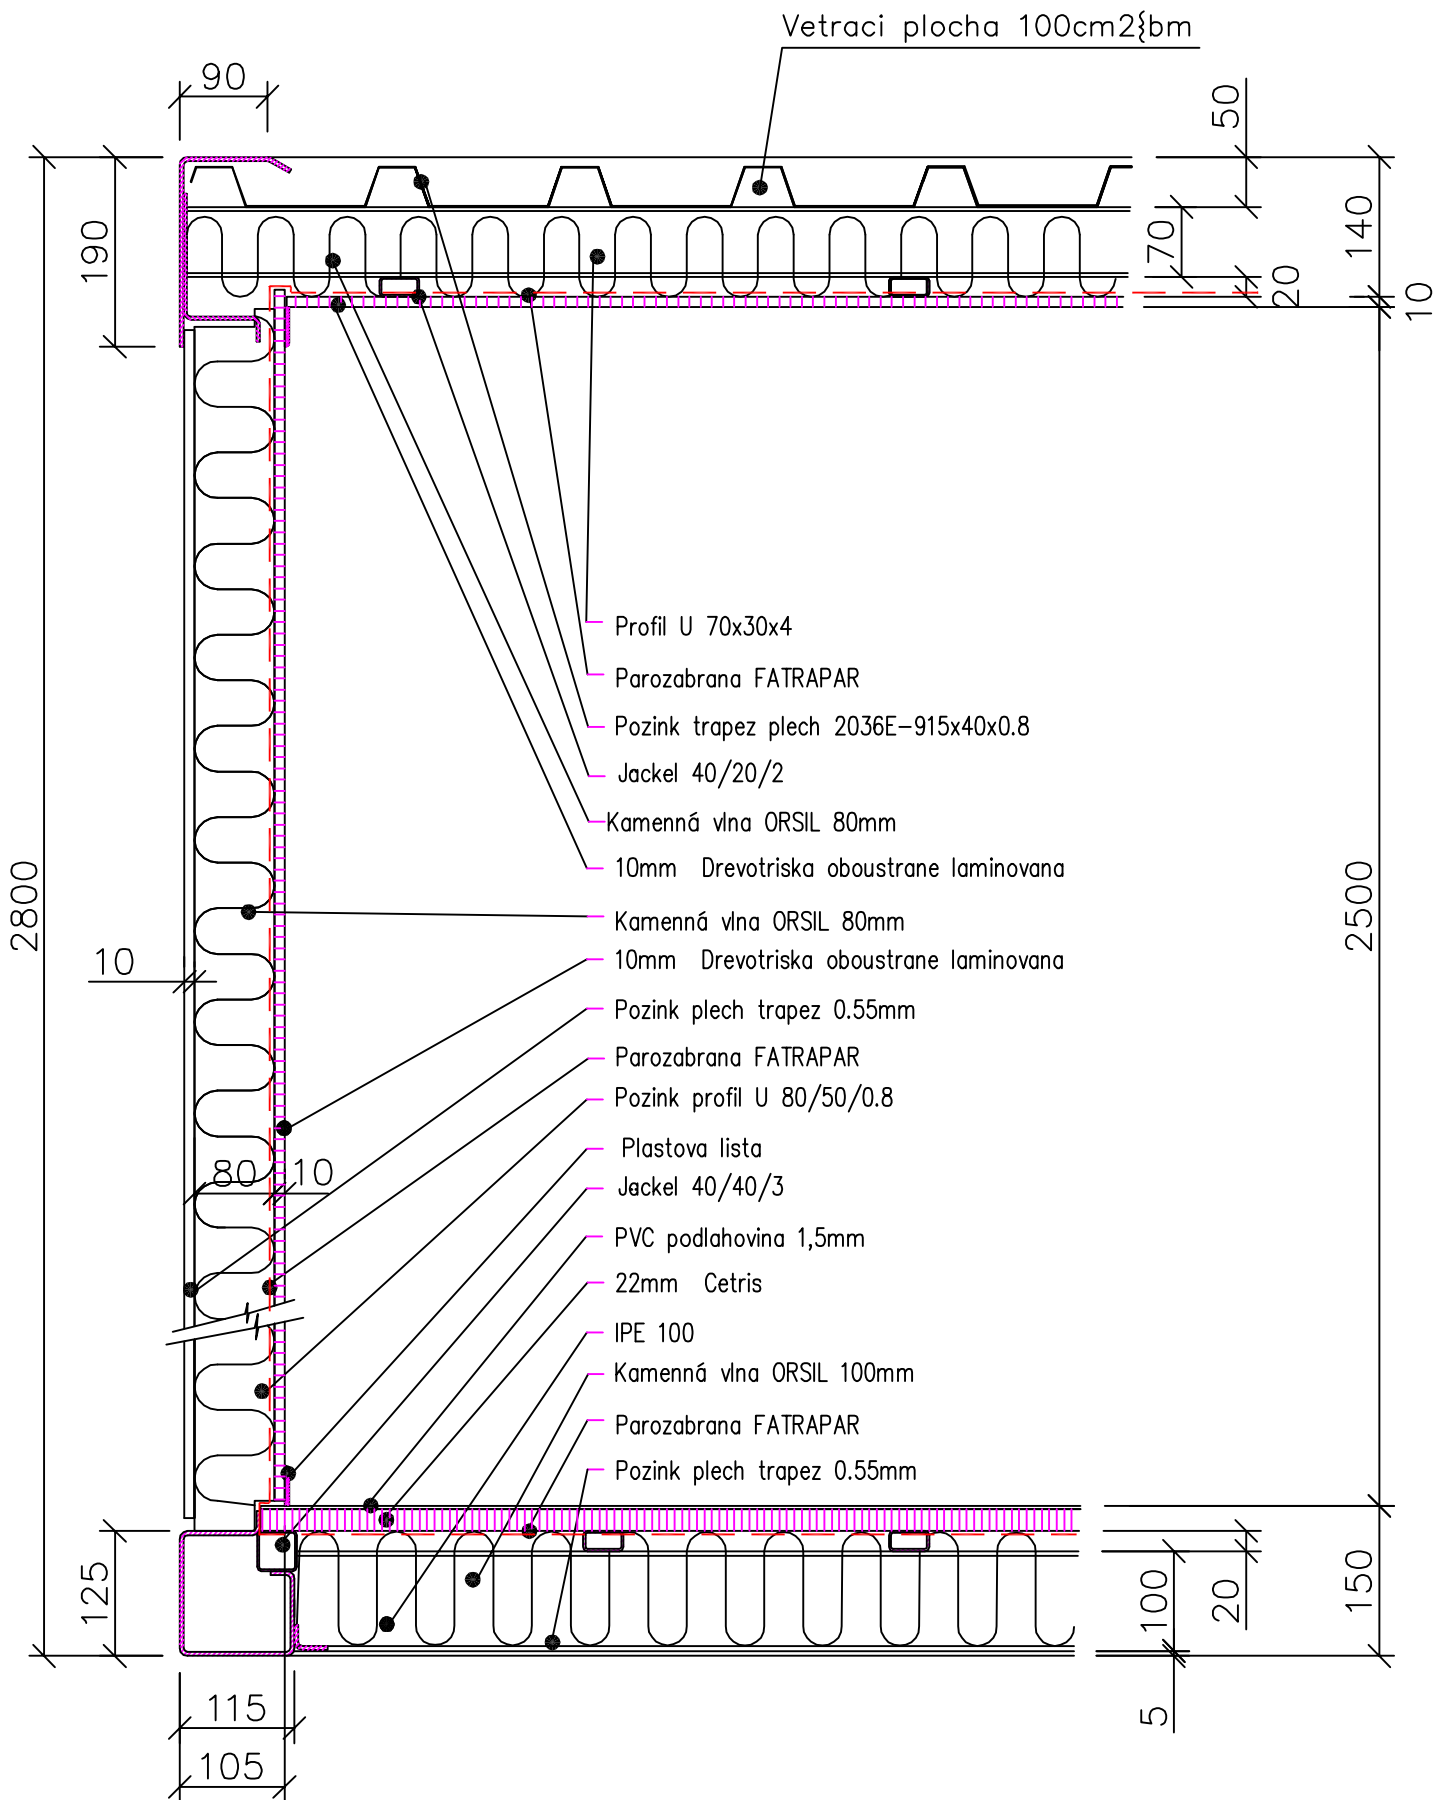 Vetraci plocha 100cm2{bm
90
50
190
70
140
20
10
Profil U 70x30x4
Parozabrana FATRAPAR
Pozink trapez plech 2036E-915x40x0.8
Jackel 40/20/2
Kamenná vlna ORSIL 80mm
10mm Drevotriska oboustrane laminovana
2800
2500
Kamenná vlna ORSIL 80mm
10
10mm Drevotriska oboustrane laminovana
Pozink plech trapez 0.55mm
Parozabrana FATRAPAR
Pozink profil U 80/50/0.8
Plastova lista
80
10
Jackel 40/40/3
PVC podlahovina 1,5mm
22mm Cetris
IPE 100
Kamenná vlna ORSIL 100mm
Parozabrana FATRAPAR
Pozink plech trapez 0.55mm
125
100
20
150
115
5
105